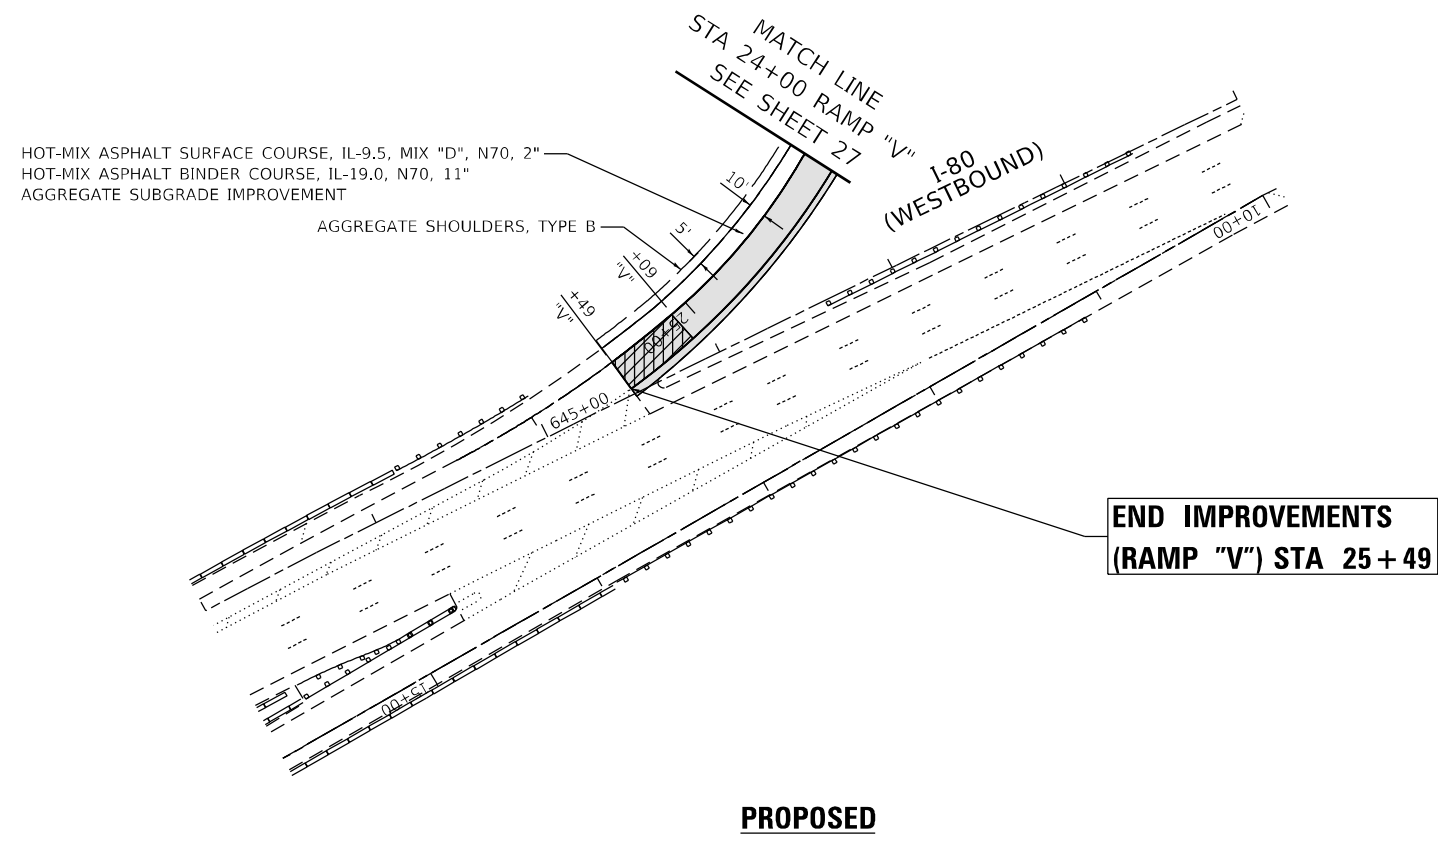 MATCH LINE
STA 24+00 RAMP "V"
SEE SHEET 27
I-80
(WESTBOUND)
HOT-MIX ASPHALT SURFACE COURSE, IL-9.5, MIX "D", N70, 2"
HOT-MIX ASPHALT BINDER COURSE, IL-19.0, N70, 11"
AGGREGATE SUBGRADE IMPROVEMENT
10'
AGGREGATE SHOULDERS, TYPE B
5'
10+00
+09
"V"
+49
"V"
25+00
645+00
END IMPROVEMENTS
(RAMP "V") STA 25+49
15+00
PROPOSED